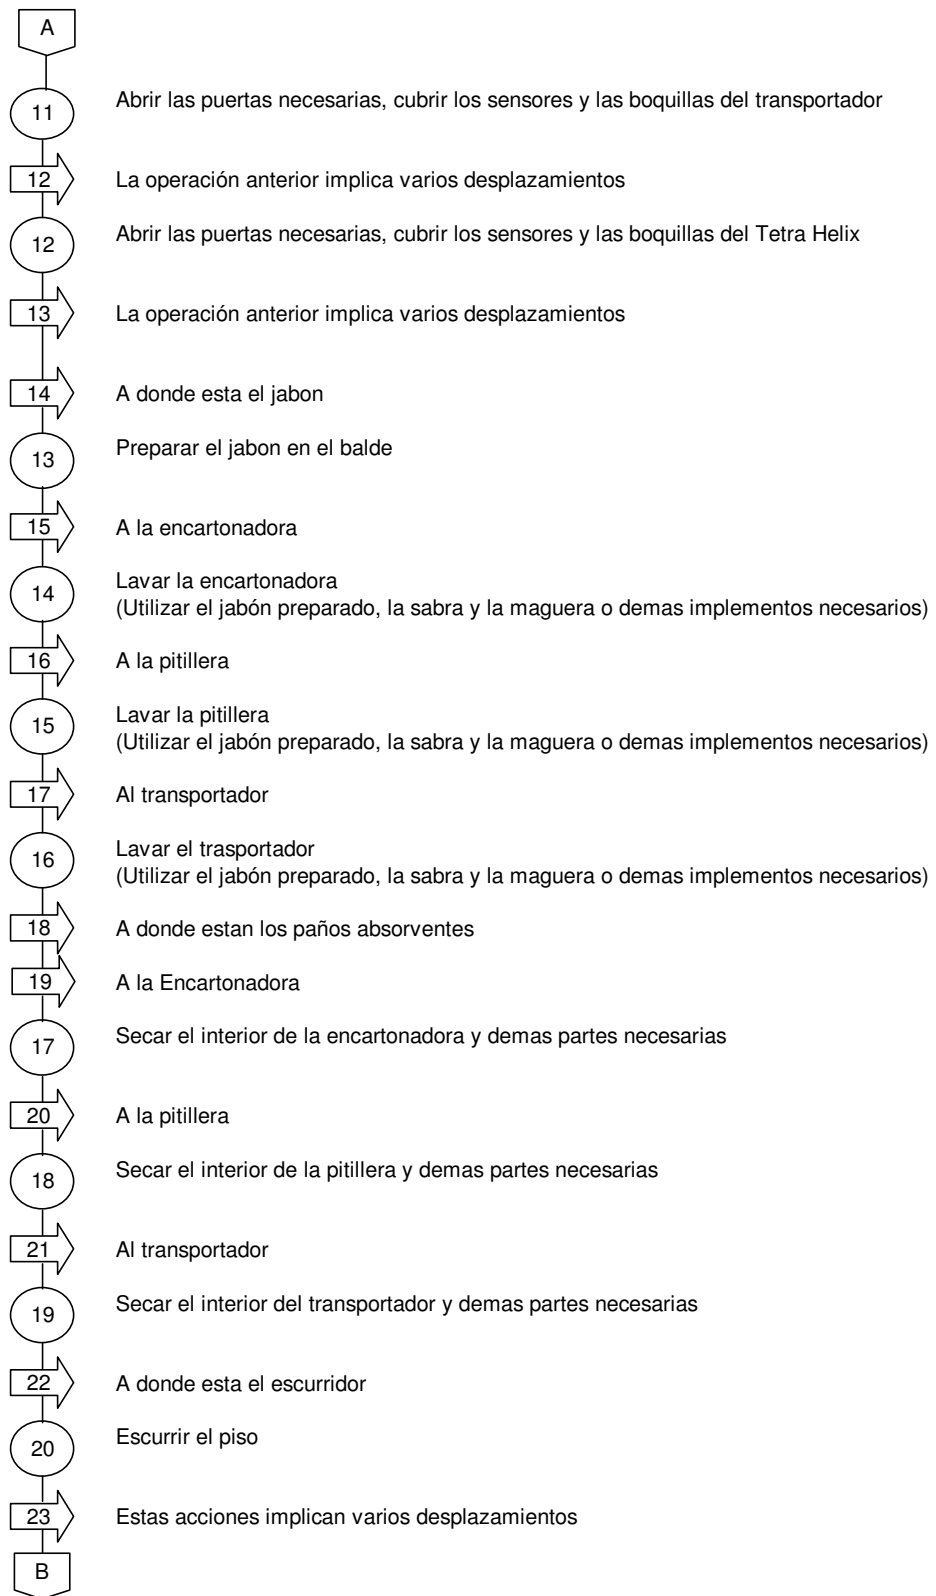 A
11 Abrir las puertas necesarias, cubrir los sensores y las boquillas del transportador
12 La operación anterior implica varios desplazamientos
12 Abrir las puertas necesarias, cubrir los sensores y las boquillas del Tetra Helix
13 La operación anterior implica varios desplazamientos
14 A donde esta el jabon
13 Preparar el jabon en el balde
15 A la encartonadora
14 Lavar la encartonadora
(Utilizar el jabón preparado, la sabra y la maguera o demas implementos necesarios)
16 A la pitillera
15 Lavar la pitillera
(Utilizar el jabón preparado, la sabra y la maguera o demas implementos necesarios)
17 Al transportador
16 Lavar el trasportador
(Utilizar el jabón preparado, la sabra y la maguera o demas implementos necesarios)
18 A donde estan los paños absorventes
19 A la Encartonadora
17 Secar el interior de la encartonadora y demas partes necesarias
20 A la pitillera
18 Secar el interior de la pitillera y demas partes necesarias
21 Al transportador
19 Secar el interior del transportador y demas partes necesarias
22 A donde esta el escurridor
20 Escurrir el piso
23 Estas acciones implican varios desplazamientos
B